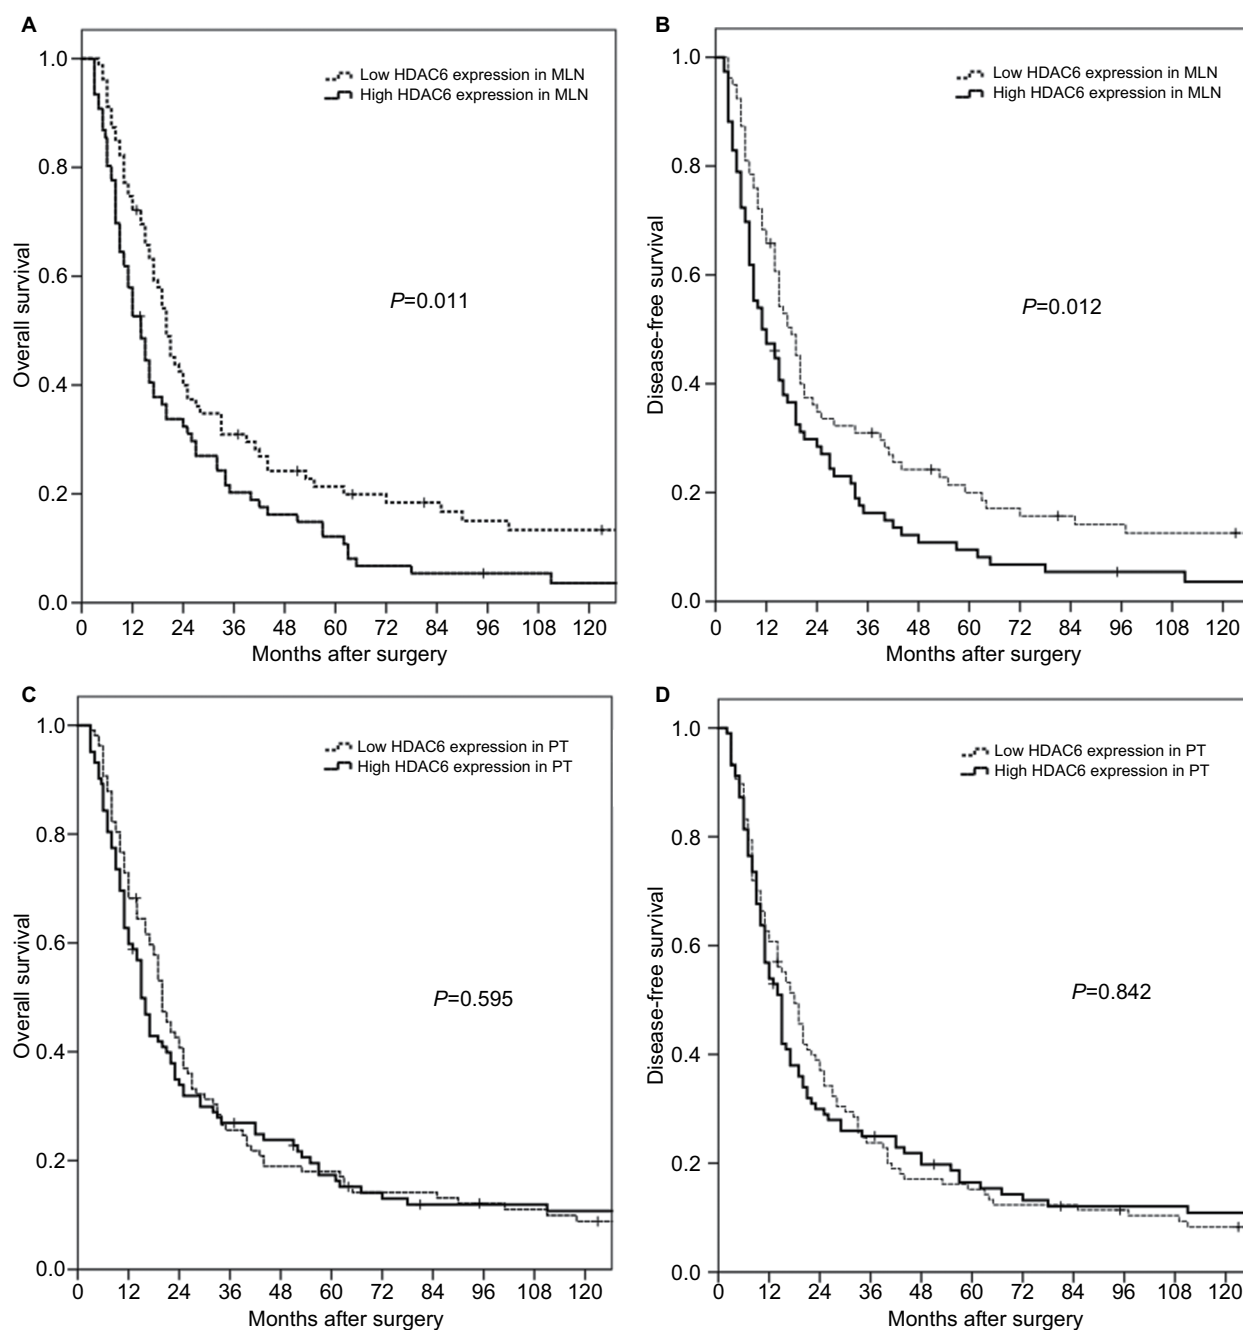 A
1.0
0.8
0.6
0.4
0.2
0.0
Overall survival
Low HDAC6 expression in MLN
High HDAC6 expression in MLN
P=0.011
0 12 24 36 48 60 72 84 96 108 120
Months after surgery
B
1.0
0.8
0.6
0.4
0.2
0.0
Disease-free survival
Low HDAC6 expression in MLN
High HDAC6 expression in MLN
P=0.012
0 12 24 36 48 60 72 84 96 108 120
Months after surgery
C
1.0
0.8
0.6
0.4
0.2
0.0
Overall survival
Low HDAC6 expression in PT
High HDAC6 expression in PT
P=0.595
0 12 24 36 48 60 72 84 96 108 120
Months after surgery
D
1.0
0.8
0.6
0.4
0.2
0.0
Disease-free survival
Low HDAC6 expression in PT
High HDAC6 expression in PT
P=0.842
0 12 24 36 48 60 72 84 96 108 120
Months after surgery